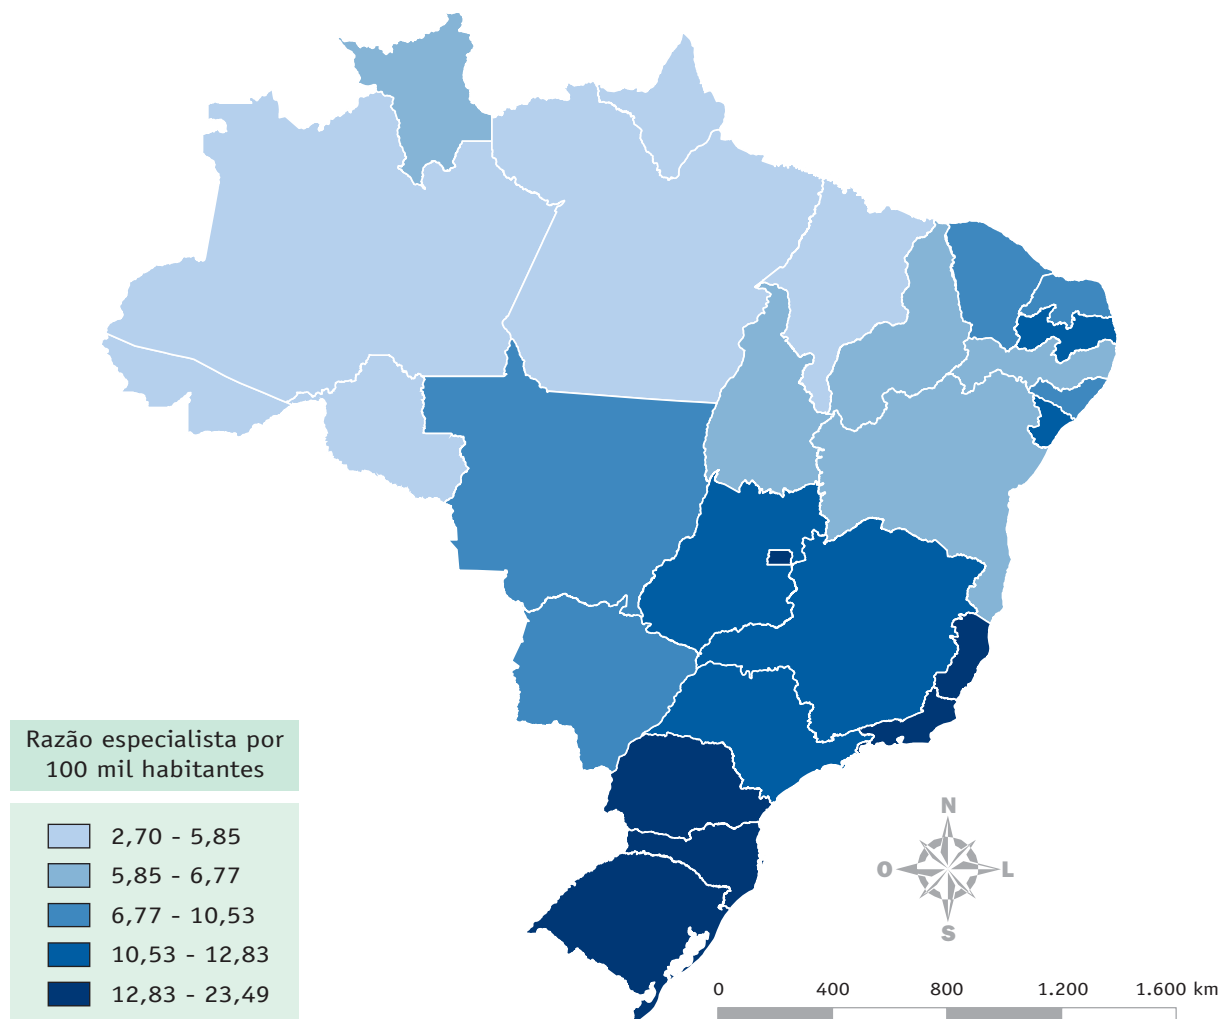 Razão especialista por
100 mil habitantes
2,70 - 5,85
5,85 - 6,77
6,77 - 10,53
10,53 - 12,83
12,83 - 23,49
N
O
L
S
0 400 800 1.200 1.600 km